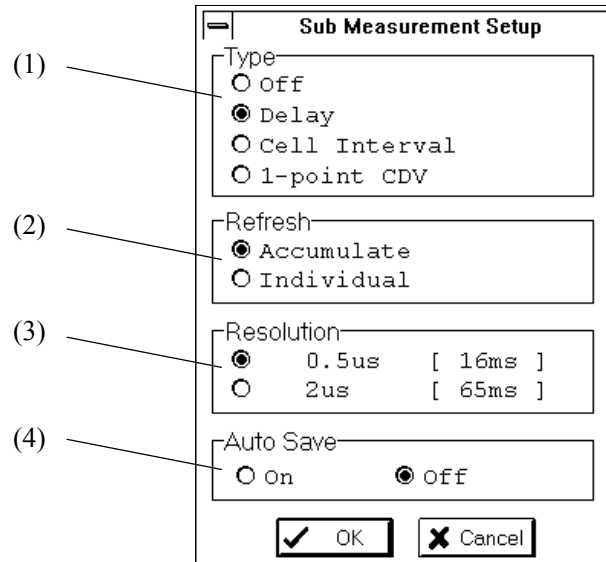 Sub Measurement Setup
(1)
Type
Off
Delay
Cell Interval
1-point CDV
(2)
Refresh
Accumulate
Individual
(3)
Resolution
0.5us [ 16ms ]
2us [ 65ms ]
(4)
Auto Save
On Off
OK Cancel